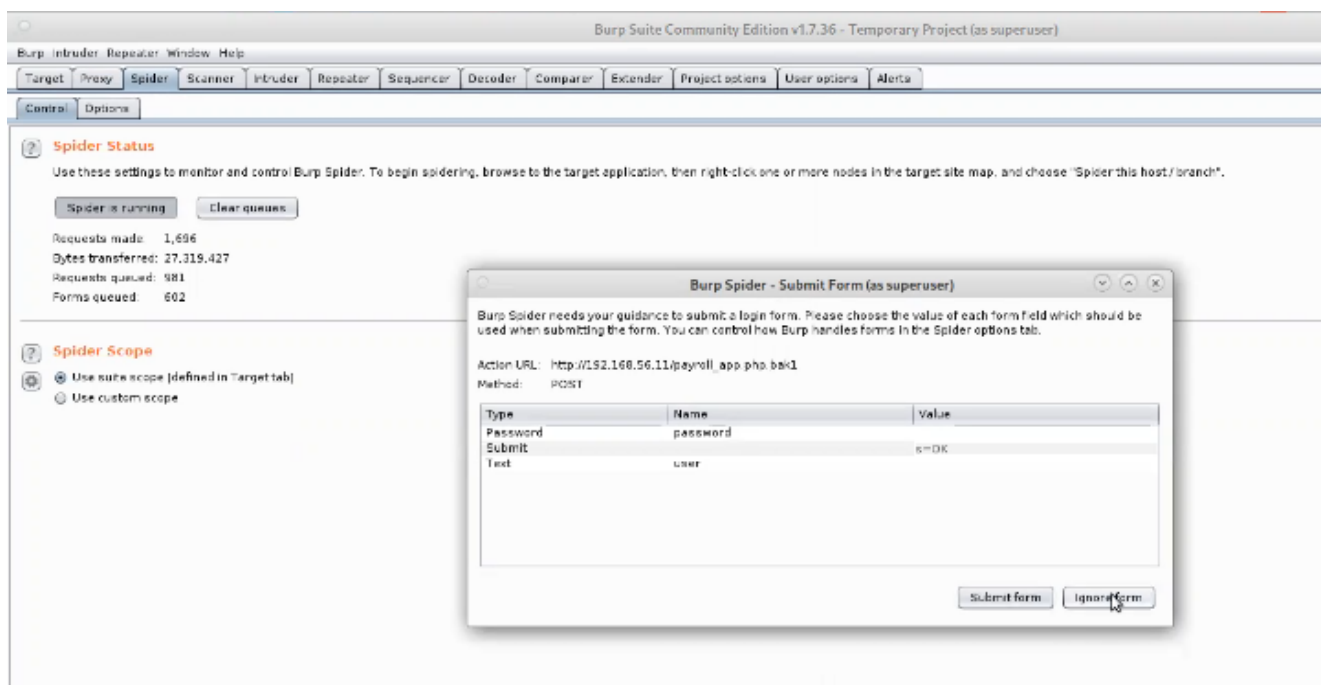 Burp Suite Community Edition v1.7.36 - Temporary Project (as superuser)
Burp Intruder Repeater Window Help
Target Proxy Spider Scanner Intruder Repeater Sequencer Decoder Comparer Extender Project options User options Alerts
Control Options
? Spider Status
Use these settings to monitor and control Burp Spider. To begin spidering, browse to the target application, then right-click one or more nodes in the target site map, and choose "Spider this host / branch".
Spider is running Clear queues
Requests made: 1,696
Bytes transferred: 27,319,427
Requests queued: 981
Forms queued: 602
? Spider Scope
Use suite scope [defined in Target tab]
Use custom scope
Burp Spider - Submit Form (as superuser)
Burp Spider needs your guidance to submit a login form. Please choose the value of each form field which should be
used when submitting the form. You can control how Burp handles forms in the Spider options tab.
Action URL: http://192.168.56.11/payroll_app.php.bak1
Method: POST
Type Name Value
Password password
Submit s=OK
Text user
Submit form Ignore form